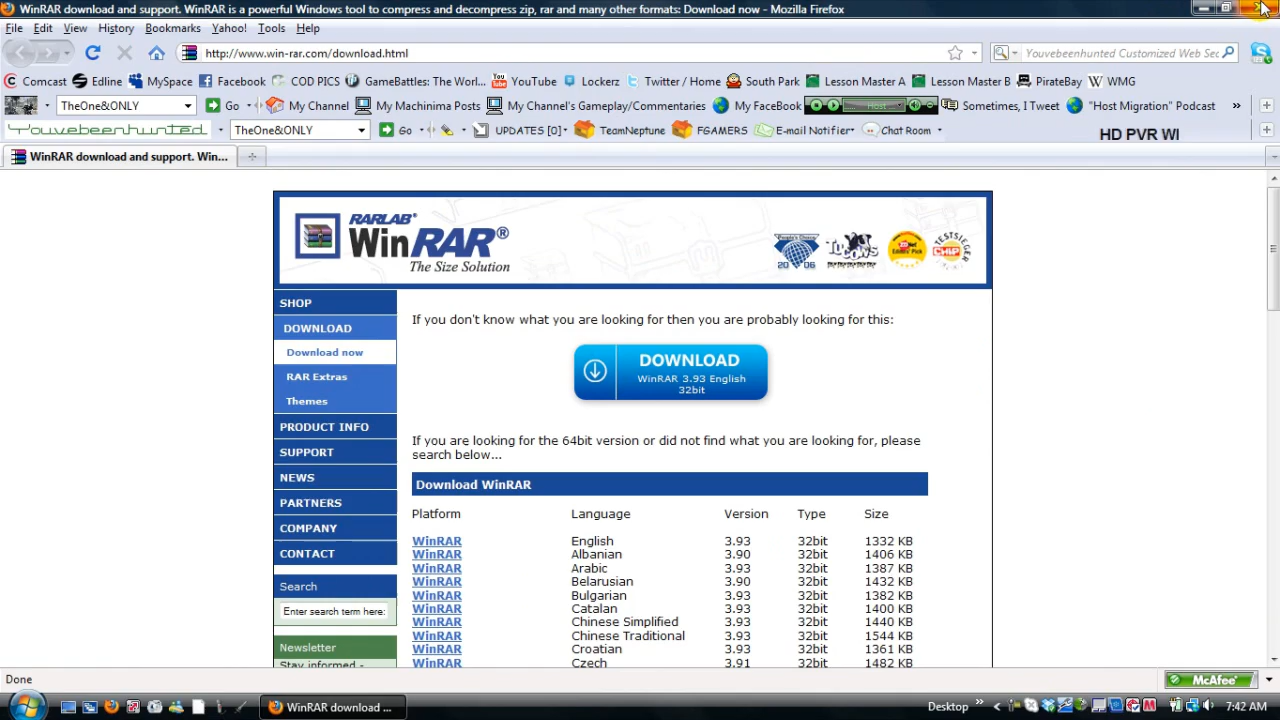 WinRAR download and support. WinRAR is a powerful Windows tool to compress and decompress zip, rar and many other formats: Download now - Mozilla Firefox
File Edit View History Bookmarks Yahoo! Tools Help
http://www.win-rar.com/download.html Youvebeenhunted Customized Web Sec
Comcast Edline MySpace Facebook COD PICS GameBattles: The Worl... YouTube Lockerz Twitter / Home South Park Lesson Master A Lesson Master B PirateBay WMG
TheOne&ONLY Go My Channel My Machinima Posts My Channel's Gameplay/Commentaries My FaceBook Host Sometimes, I Tweet "Host Migration" Podcast
Youvebeenhunted TheOne&ONLY Go UPDATES [0] TeamNeptune FGAMERS E-mail Notifier Chat Room HD PVR WI
WinRAR download and support. Win...
RARLAB®
WinRAR®
The Size Solution
People's Choice
2006
TUCOWS
Editors' Pick
TESTSIEGER
CHIP
SHOP
DOWNLOAD
Download now
RAR Extras
Themes
PRODUCT INFO
SUPPORT
NEWS
PARTNERS
COMPANY
CONTACT
Search
Enter search term here:
Newsletter
Stay informed -
If you don't know what you are looking for then you are probably looking for this:
DOWNLOAD
WinRAR 3.93 English
32bit
If you are looking for the 64bit version or did not find what you are looking for, please
search below...
Download WinRAR
Platform Language Version Type Size
WinRAR English 3.93 32bit 1332 KB
WinRAR Albanian 3.90 32bit 1406 KB
WinRAR Arabic 3.93 32bit 1387 KB
WinRAR Belarusian 3.90 32bit 1432 KB
WinRAR Bulgarian 3.93 32bit 1382 KB
WinRAR Catalan 3.93 32bit 1400 KB
WinRAR Chinese Simplified 3.93 32bit 1440 KB
WinRAR Chinese Traditional 3.93 32bit 1544 KB
WinRAR Croatian 3.93 32bit 1361 KB
WinRAR Czech 3.91 32bit 1482 KB
Done McAfee
WinRAR download ... Desktop 7:42 AM